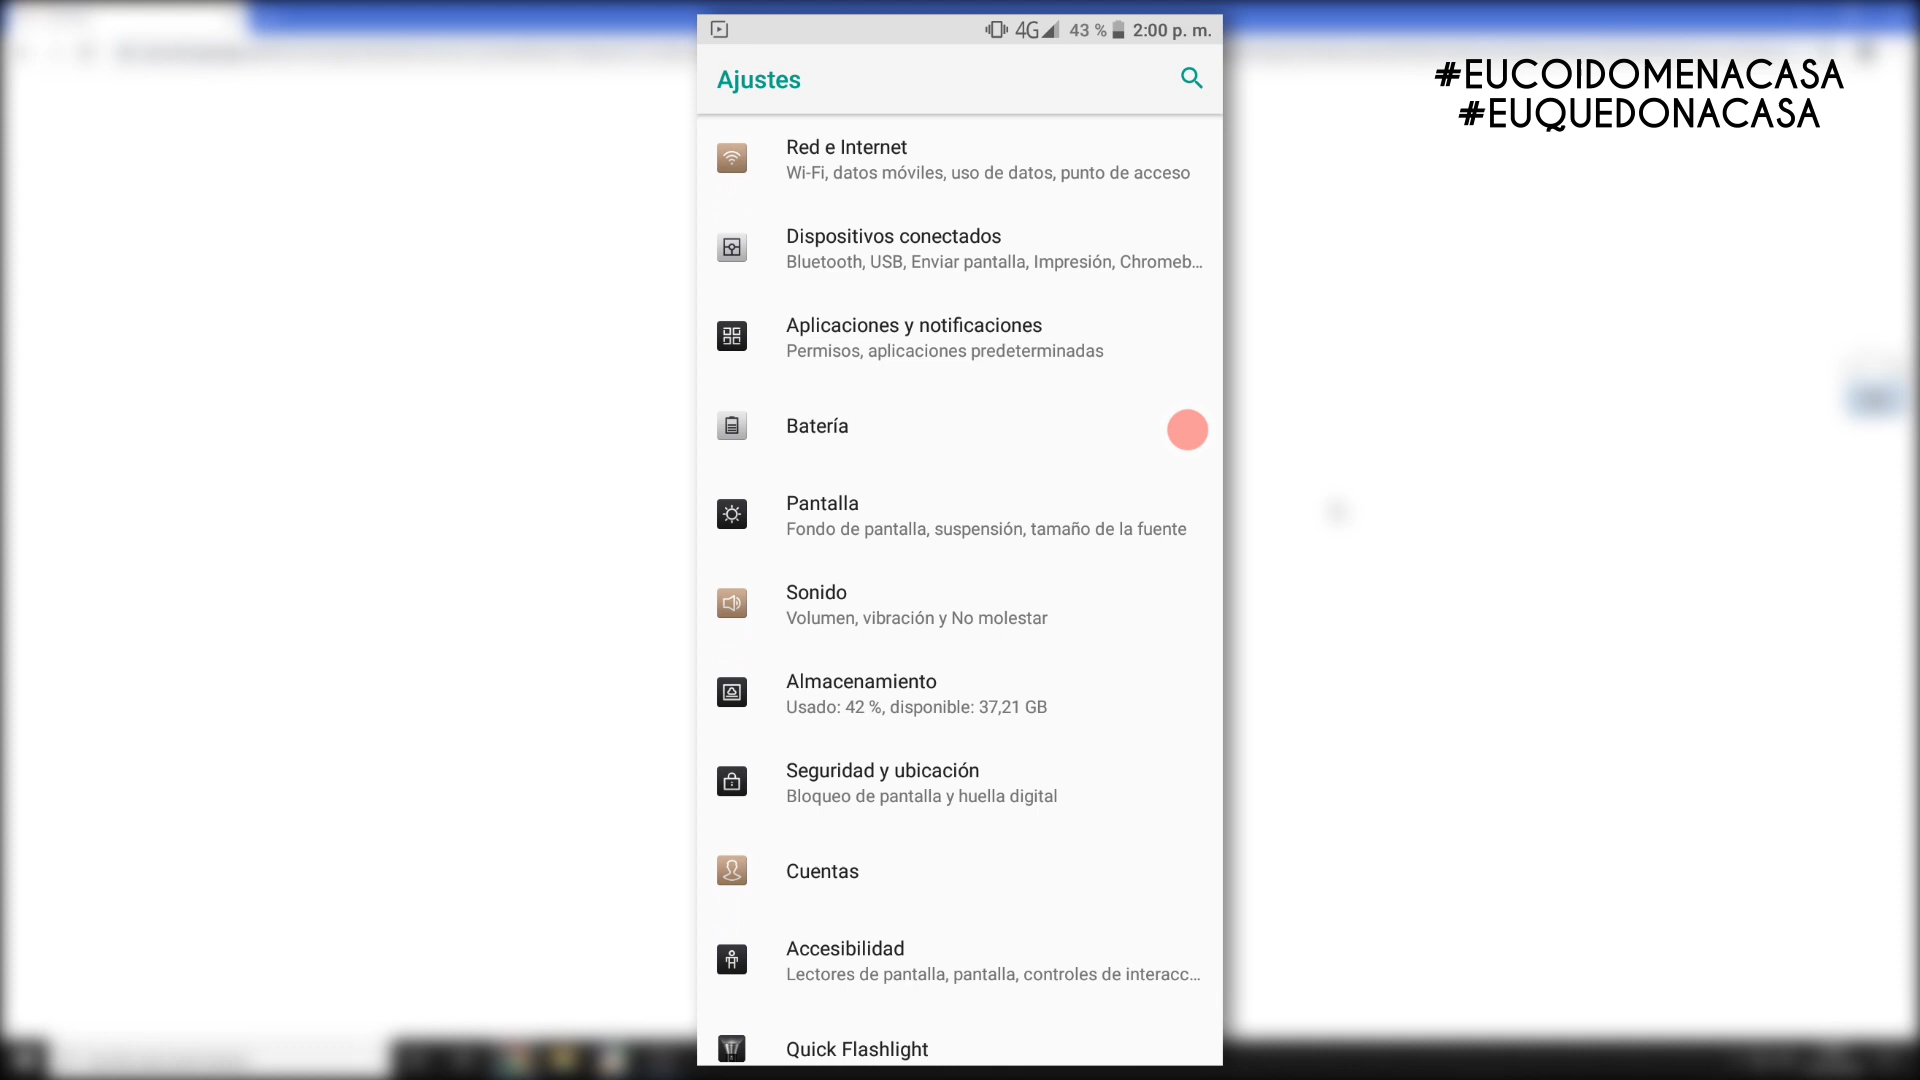 4G 43 % 2:00 p. m.
#EUCOIDOMENACASA
#EUQUEDONACASA
Ajustes
Red e Internet
Wi-Fi, datos móviles, uso de datos, punto de acceso
Dispositivos conectados
Bluetooth, USB, Enviar pantalla, Impresión, Chromeb...
Aplicaciones y notificaciones
Permisos, aplicaciones predeterminadas
Batería
Pantalla
Fondo de pantalla, suspensión, tamaño de la fuente
Sonido
Volumen, vibración y No molestar
Almacenamiento
Usado: 42 %, disponible: 37,21 GB
Seguridad y ubicación
Bloqueo de pantalla y huella digital
Cuentas
Accesibilidad
Lectores de pantalla, pantalla, controles de interacc...
Quick Flashlight